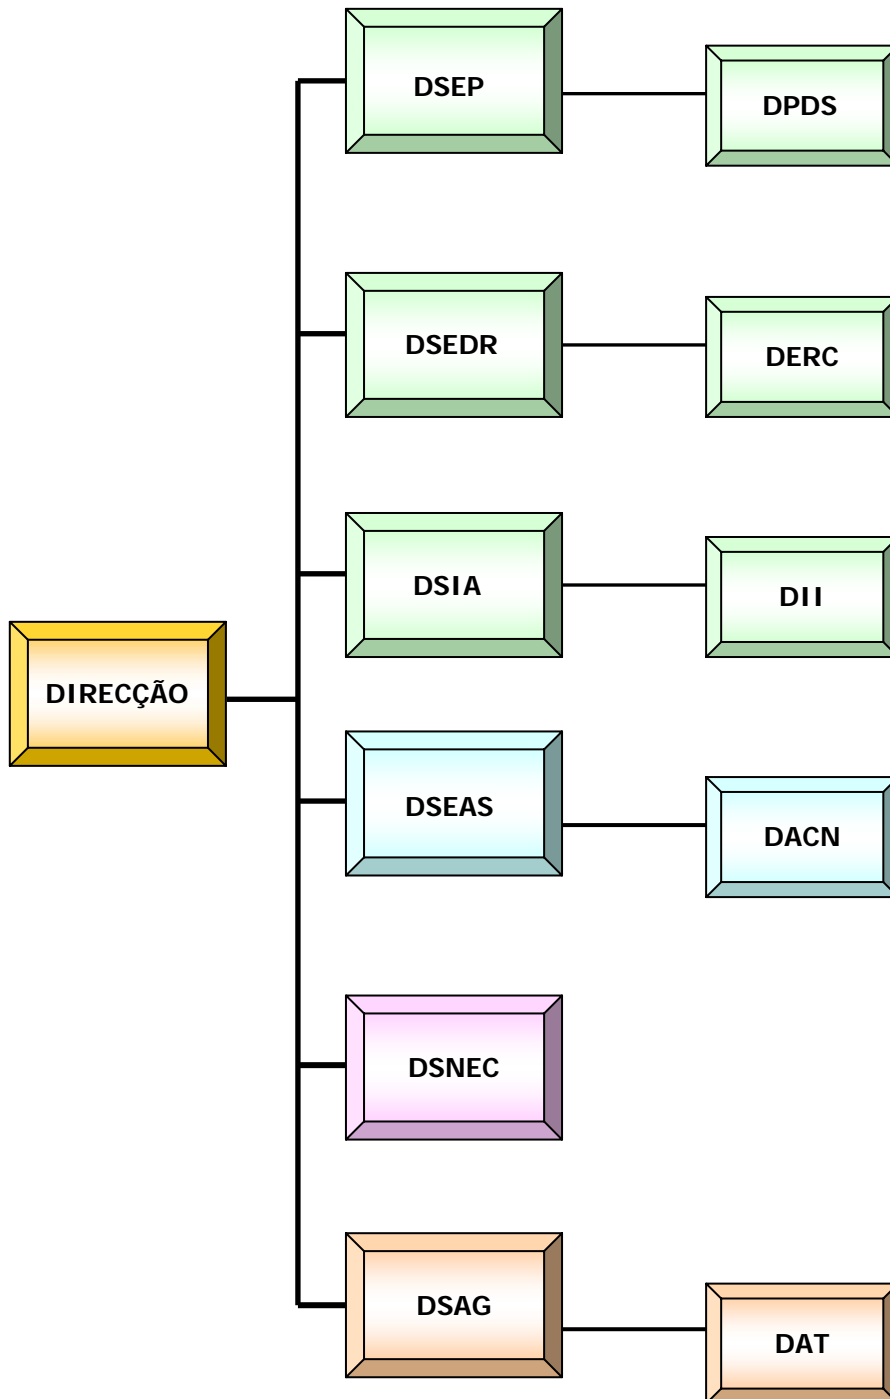 DSEP
DPDS
DSEDR
DERC
DSIA
DII
DIRECÇÃO
DSEAS
DACN
DSNEC
DSAG
DAT